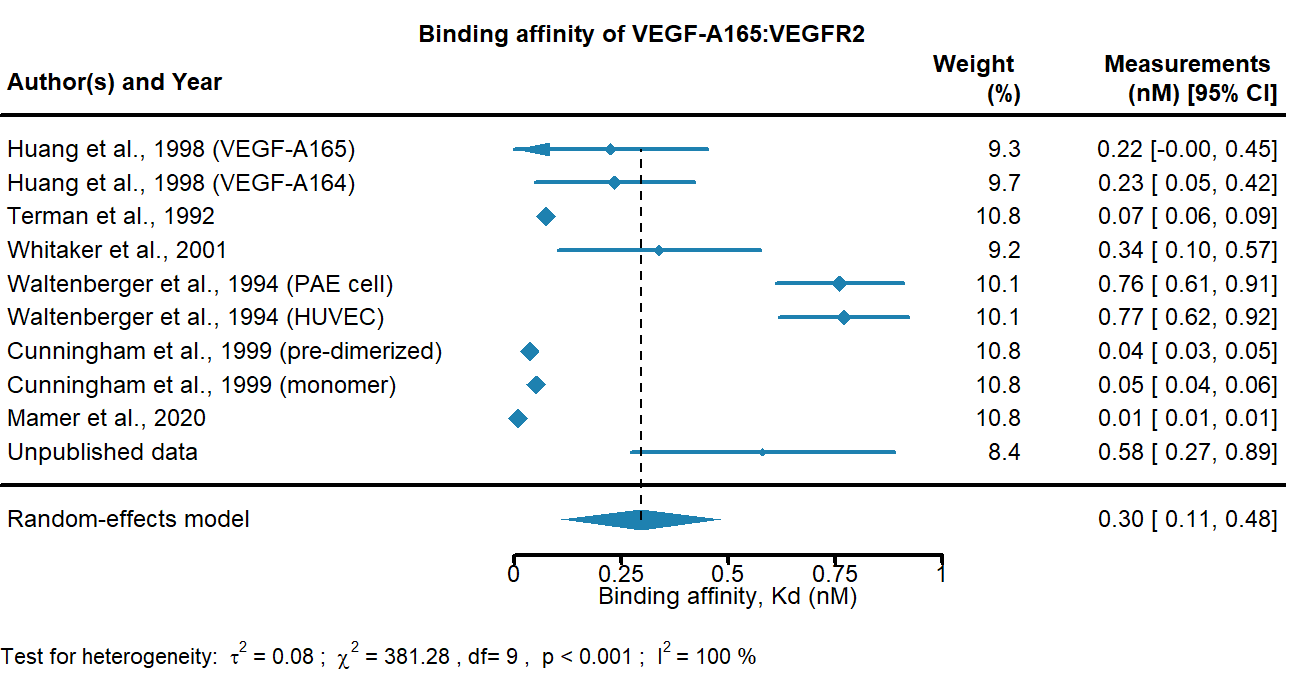 Binding affinity of VEGF-A165:VEGFR2
Author(s) and Year
Weight (%)
Measurements (nM) [95% CI]
Huang et al., 1998 (VEGF-A165) 9.3 0.22 [-0.00, 0.45]
Huang et al., 1998 (VEGF-A164) 9.7 0.23 [ 0.05, 0.42]
Terman et al., 1992 10.8 0.07 [ 0.06, 0.09]
Whitaker et al., 2001 9.2 0.34 [ 0.10, 0.57]
Waltenberger et al., 1994 (PAE cell) 10.1 0.76 [ 0.61, 0.91]
Waltenberger et al., 1994 (HUVEC) 10.1 0.77 [ 0.62, 0.92]
Cunningham et al., 1999 (pre-dimerized) 10.8 0.04 [ 0.03, 0.05]
Cunningham et al., 1999 (monomer) 10.8 0.05 [ 0.04, 0.06]
Mamer et al., 2020 10.8 0.01 [ 0.01, 0.01]
Unpublished data 8.4 0.58 [ 0.27, 0.89]
Random-effects model 0.30 [ 0.11, 0.48]
0 0.25 0.5 0.75 1
Binding affinity, Kd (nM)
Test for heterogeneity: τ² = 0.08 ; χ² = 381.28 , df= 9 , p < 0.001 ; I² = 100 %